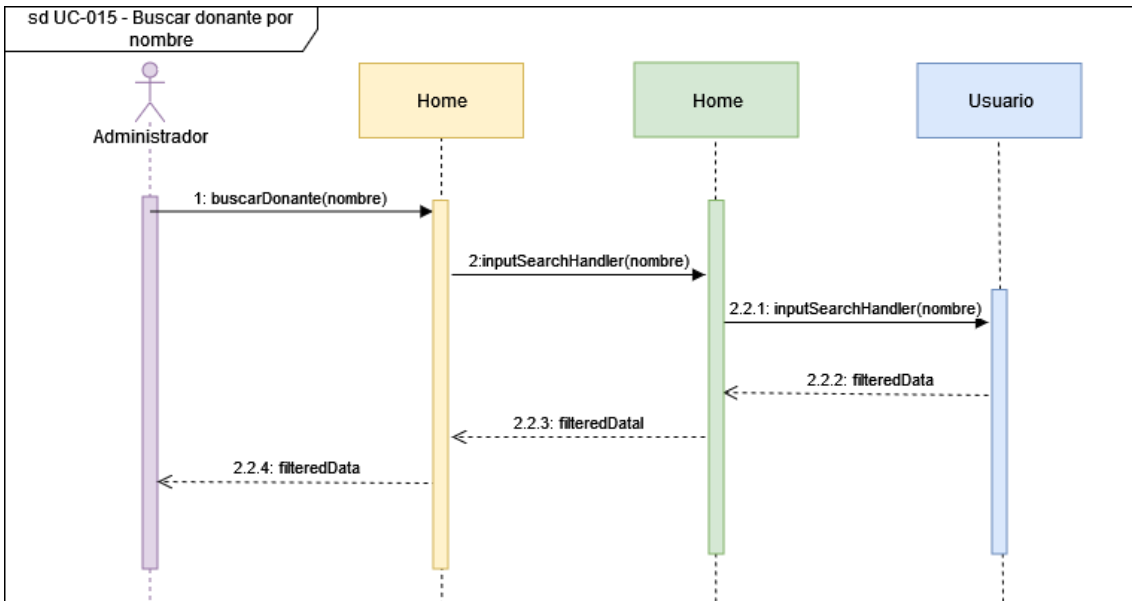 sd UC-015 - Buscar donante por
nombre
Administrador
Home
Home
Usuario
1: buscarDonante(nombre)
2:inputSearchHandler(nombre)
2.2.1: inputSearchHandler(nombre)
2.2.2: filteredData
2.2.3: filteredDatal
2.2.4: filteredData